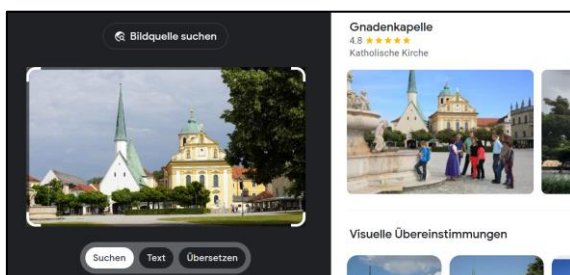 Bildquelle suchen
Suchen Text Übersetzen
Gnadenkapelle
4.8 ★★★★★
Katholische Kirche
Visuelle Übereinstimmungen